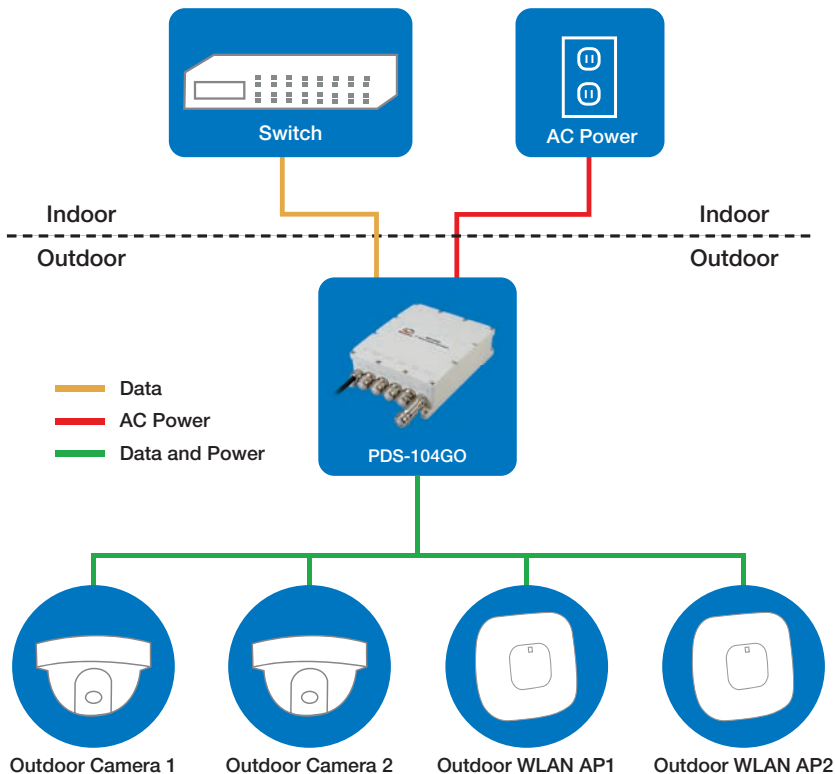 Switch
AC Power
Indoor
Indoor
Outdoor
Outdoor
Data
AC Power
Data and Power
PDS-104GO
Outdoor Camera 1
Outdoor Camera 2
Outdoor WLAN AP1
Outdoor WLAN AP2